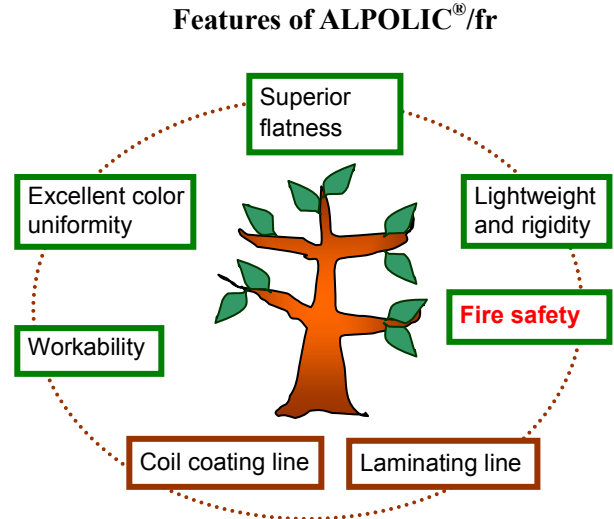 Features of ALPOLIC®/fr
Superior
flatness
Excellent color
uniformity
Lightweight
and rigidity
Fire safety
Workability
Coil coating line
Laminating line